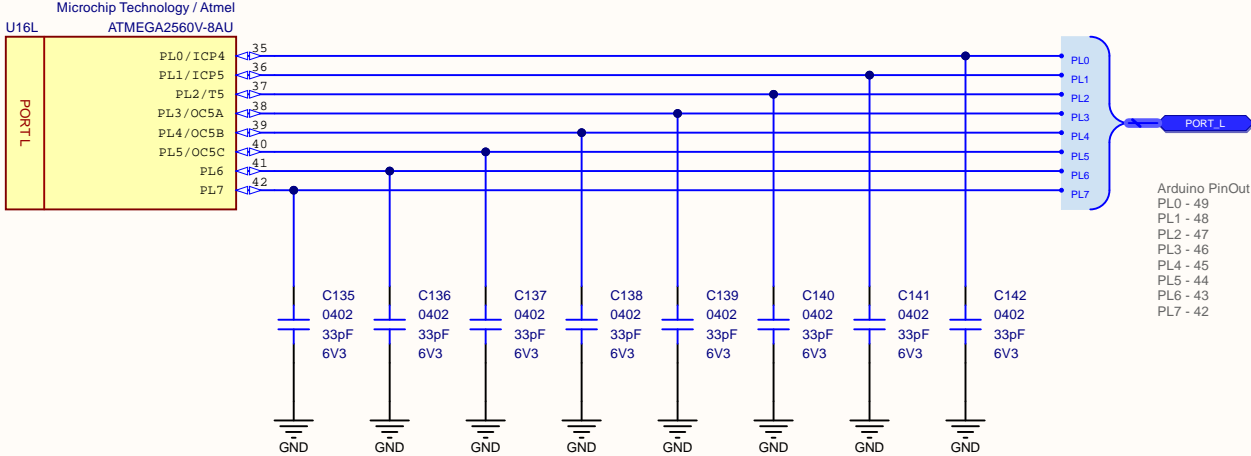 Microchip Technology / Atmel
U16L
ATMEGA2560V-8AU
PORT L
PL0/ICP4
35
PL0
PL1/ICP5
36
PL1
PL2/T5
37
PL2
PL3/OC5A
38
PL3
PL4/OC5B
39
PL4
PL5/OC5C
40
PL5
PL6
41
PL6
PL7
42
PL7
PORT_L
Arduino PinOut
PL0 - 49
PL1 - 48
PL2 - 47
PL3 - 46
PL4 - 45
PL5 - 44
PL6 - 43
PL7 - 42
C135
0402
33pF
6V3
C136
0402
33pF
6V3
C137
0402
33pF
6V3
C138
0402
33pF
6V3
C139
0402
33pF
6V3
C140
0402
33pF
6V3
C141
0402
33pF
6V3
C142
0402
33pF
6V3
GND
GND
GND
GND
GND
GND
GND
GND